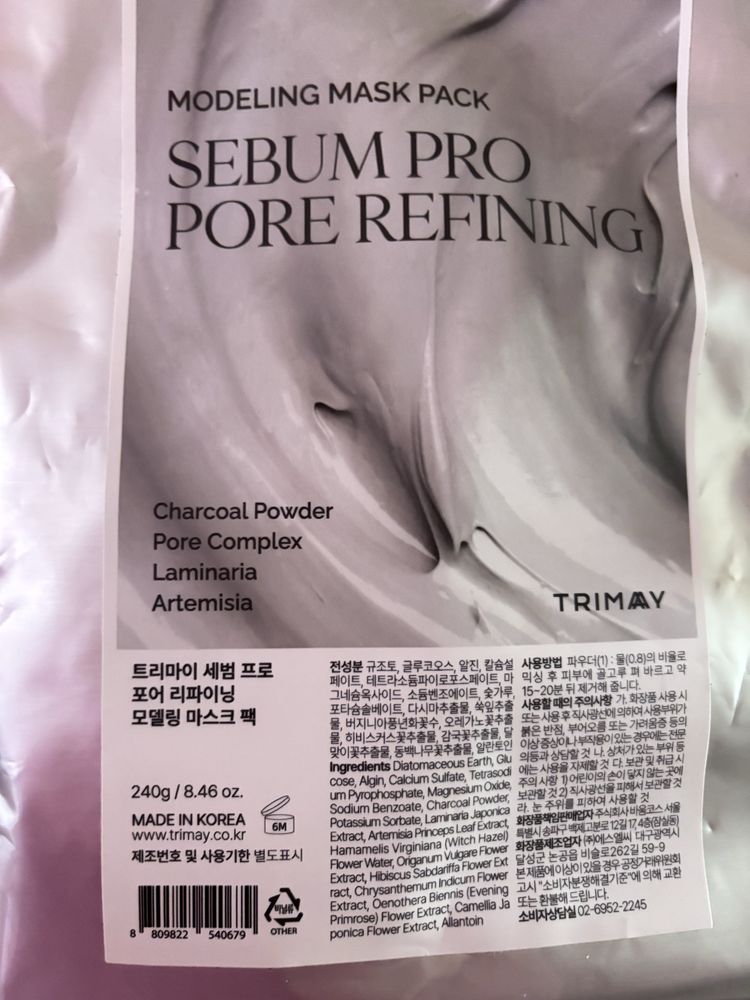 MODELING MASK PACK
SEBUM PRO
PORE REFINING
Charcoal Powder
Pore Complex
Laminaria
Artemisia
TRIMAY
트리마이 세범 프로
포어 리파이닝
모델링 마스크 팩
240g / 8.46 oz.
MADE IN KOREA
www.trimay.co.kr
6M
제조번호 및 사용기한 별도표시
8 809822 540679
비닐류
OTHER
전성분 규조토, 글루코오스, 알진, 칼슘설
페이트, 테트라소듐파이로포스페이트, 마
그네슘옥사이드, 소듐벤조에이트, 숯가루,
포타슘솔베이트, 다시마추출물, 쑥잎추출
물, 버지니아풍년화꽃수, 오레가노꽃추출
물, 히비스커스꽃추출물, 감국꽃추출물, 달
맞이꽃추출물, 동백나무꽃추출물, 알란토인
Ingredients Diatomaceous Earth, Glu
cose, Algin, Calcium Sulfate, Tetrasodi
um Pyrophosphate, Magnesium Oxide,
Sodium Benzoate, Charcoal Powder,
Potassium Sorbate, Laminaria Japonica
Extract, Artemisia Princeps Leaf Extract,
Hamamelis Virginiana (Witch Hazel)
Flower Water, Origanum Vulgare Flower
Extract, Hibiscus Sabdariffa Flower Ext
ract, Chrysanthemum Indicum Flower
Extract, Oenothera Biennis (Evening
Primrose) Flower Extract, Camellia Ja
ponica Flower Extract, Allantoin
사용방법 파우더(1) : 물(0.8)의 비율로
믹싱 후 피부에 골고루 펴 바르고 약
15~20분 뒤 제거해 줍니다.
사용할 때의 주의사항 가. 화장품 사용 시
또는 사용 후 직사광선에 의하여 사용부위가
붉은 반점, 부어오름 또는 가려움증 등의
이상 증상이나 부작용이 있는 경우에는 전문
의등과 상담할 것 나. 상처가 있는 부위 등
에는 사용을 자제할 것 다. 보관 및 취급 시
주의 사항 1) 어린이의 손이 닿지 않는 곳에
보관할 것 2) 직사광선을 피해서 보관할 것
라. 눈 주위를 피하여 사용할 것
화장품책임판매업자 주식회사 바움코스 서울
특별시 송파구 백제고분로 12길 17, 4층(잠실동)
화장품제조업자 (주)에스엘씨 대구광역시
달성군 논공읍 비슬로262길 59-9
본 제품에 이상이 있을 경우 공정거래위원회
고시 "소비자분쟁해결기준"에 의해 교환
또는 환불해 드립니다.
소비자상담실 02-6952-2245